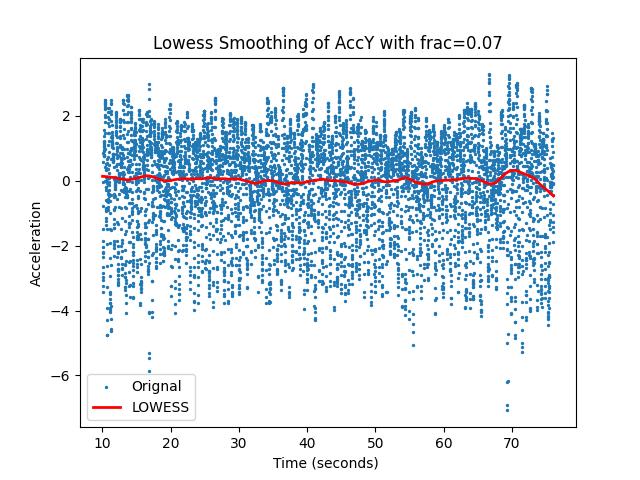 Lowess Smoothing of AccY with frac=0.07
Acceleration
2
0
−2
−4
−6
Orignal
LOWESS
10 20 30 40 50 60 70
Time (seconds)